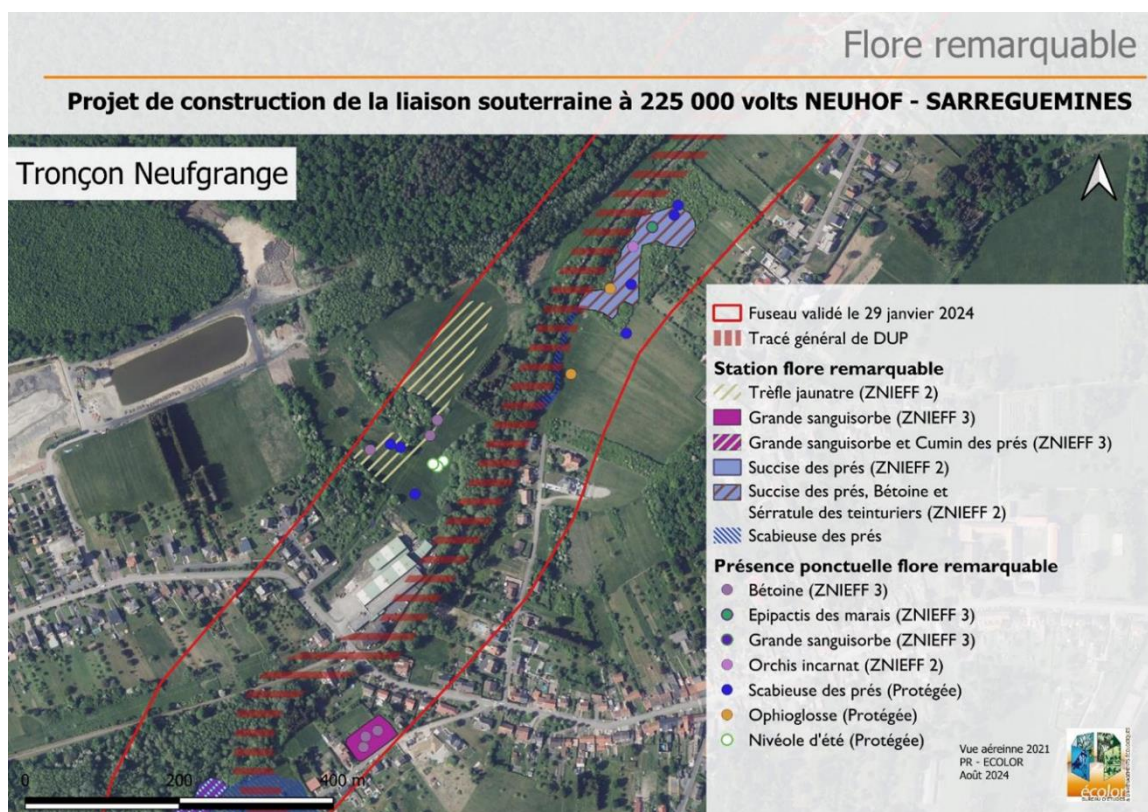 Flore remarquable
Projet de construction de la liaison souterraine à 225 000 volts NEUHOF - SARREGUEMINES
Tronçon Neufgrange
Fuseau validé le 29 janvier 2024
Tracé général de DUP
Station flore remarquable
Trèfle jaunatre (ZNIEFF 2)
Grande sanguisorbe (ZNIEFF 3)
Grande sanguisorbe et Cumin des prés (ZNIEFF 3)
Succise des prés (ZNIEFF 2)
Succise des prés, Bétoine et
Sérratule des teinturiers (ZNIEFF 2)
Scabieuse des prés
Présence ponctuelle flore remarquable
Bétoine (ZNIEFF 3)
Epipactis des marais (ZNIEFF 3)
Grande sanguisorbe (ZNIEFF 3)
Orchis incarnat (ZNIEFF 2)
Scabieuse des prés (Protégée)
Ophioglosse (Protégée)
Nivéole d'été (Protégée)
Vue aéreinne 2021
PR - ECOLOR
Août 2024
écolor
0 200 400 m